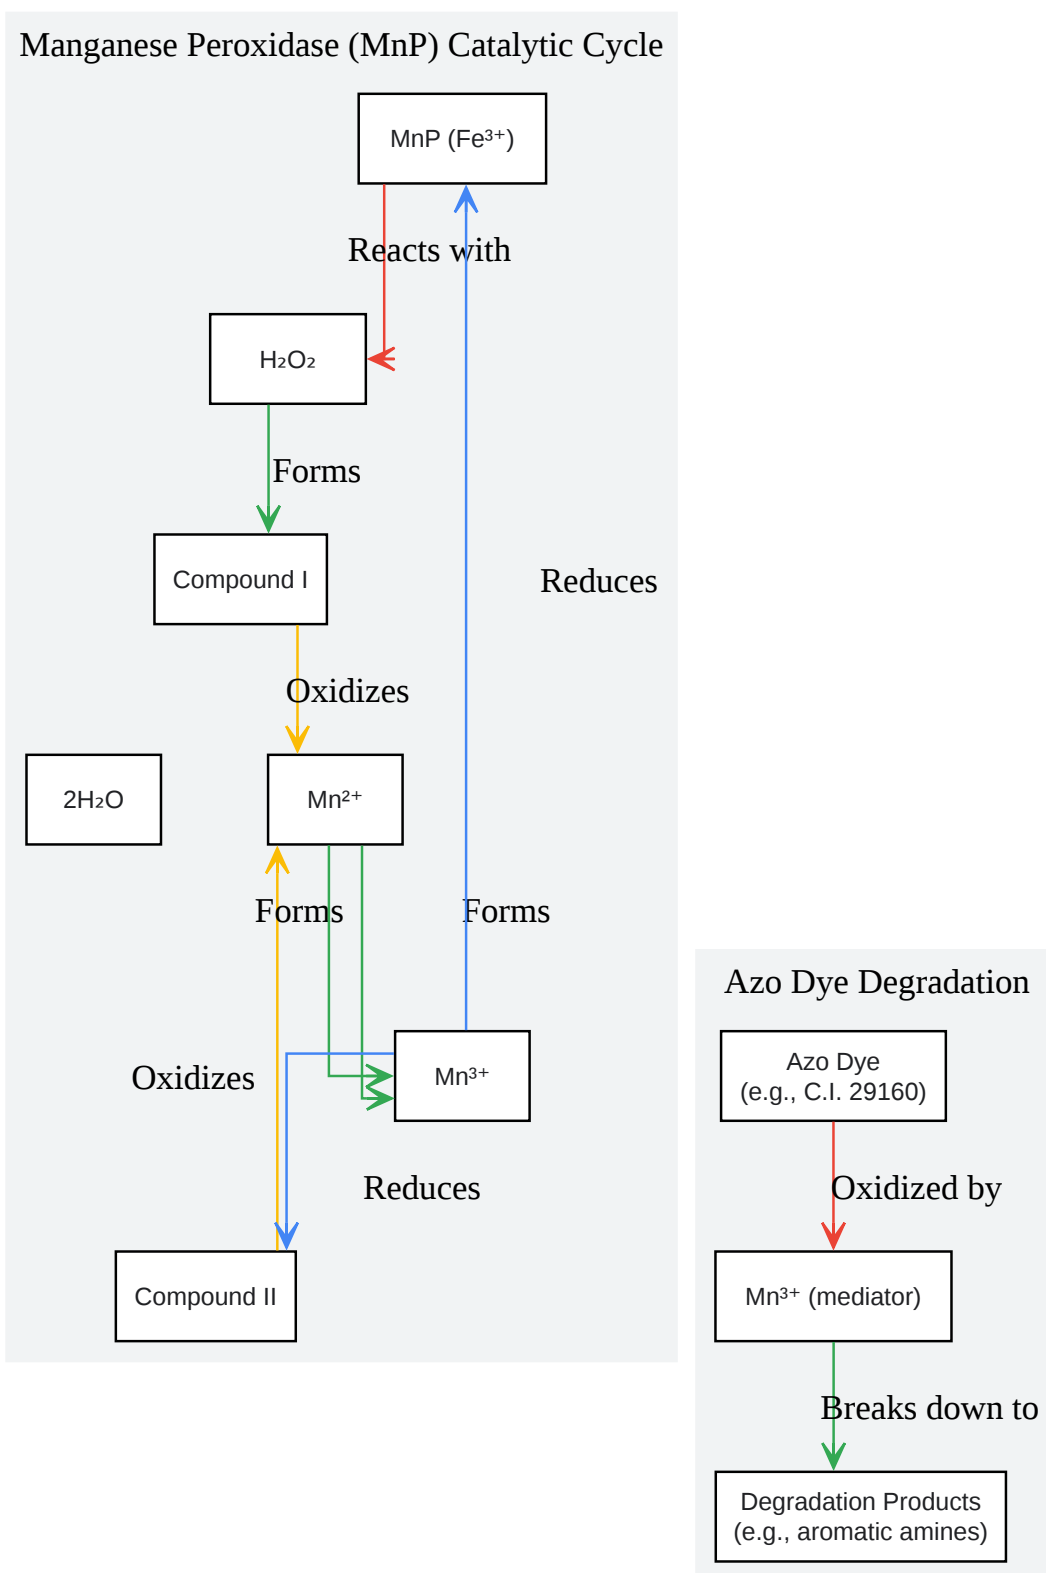 Manganese Peroxidase (MnP) Catalytic Cycle
MnP (Fe³⁺)
Reacts with
H₂O₂
Forms
Compound I
Reduces
Oxidizes
2H₂O
Mn²⁺
Forms
Forms
Mn³⁺
Oxidizes
Reduces
Compound II
Azo Dye Degradation
Azo Dye
(e.g., C.I. 29160)
Oxidized by
Mn³⁺ (mediator)
Breaks down to
Degradation Products
(e.g., aromatic amines)